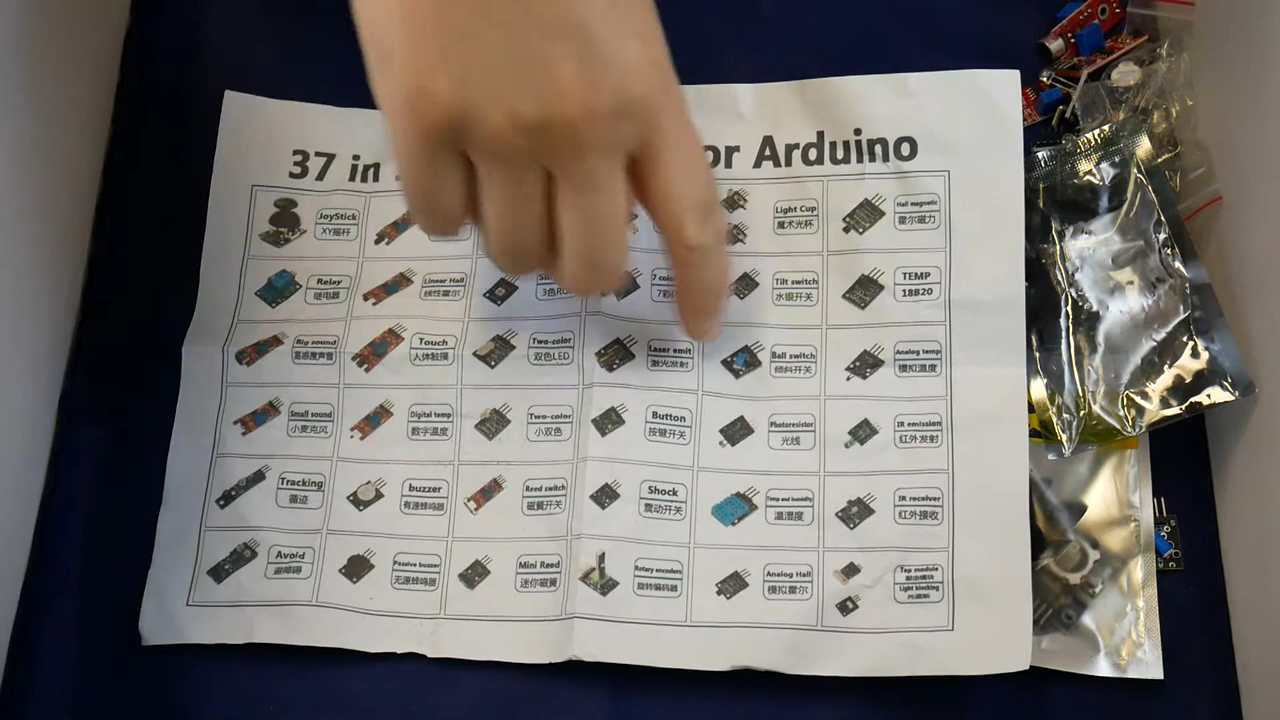 37 in
or Arduino
JoyStick
XY摇杆
Light Cup
魔术光杯
Hall magnetic
霍尔磁力
Relay
继电器
Linear Hall
线性霍尔
3色RG
7 colo
7彩
Tilt switch
水银开关
TEMP
18B20
Big sound
高感度声音
Touch
人体触摸
Two-color
双色LED
Laser emit
激光发射
Ball switch
倾斜开关
Analog temp
模拟温度
Small sound
小麦克风
Digital temp
数字温度
Two-color
小双色
Button
按键开关
Photoresistor
光线
IR emission
红外发射
Tracking
循迹
buzzer
有源蜂鸣器
Reed switch
磁簧开关
Shock
震动开关
Temp and humidity
温湿度
IR receiver
红外接收
Avoid
避障碍
Passive buzzer
无源蜂鸣器
Mini Reed
迷你磁簧
Rotary encoders
旋转编码器
Analog Hall
模拟霍尔
Tap module
敲击模块
Light blocking
光遮断